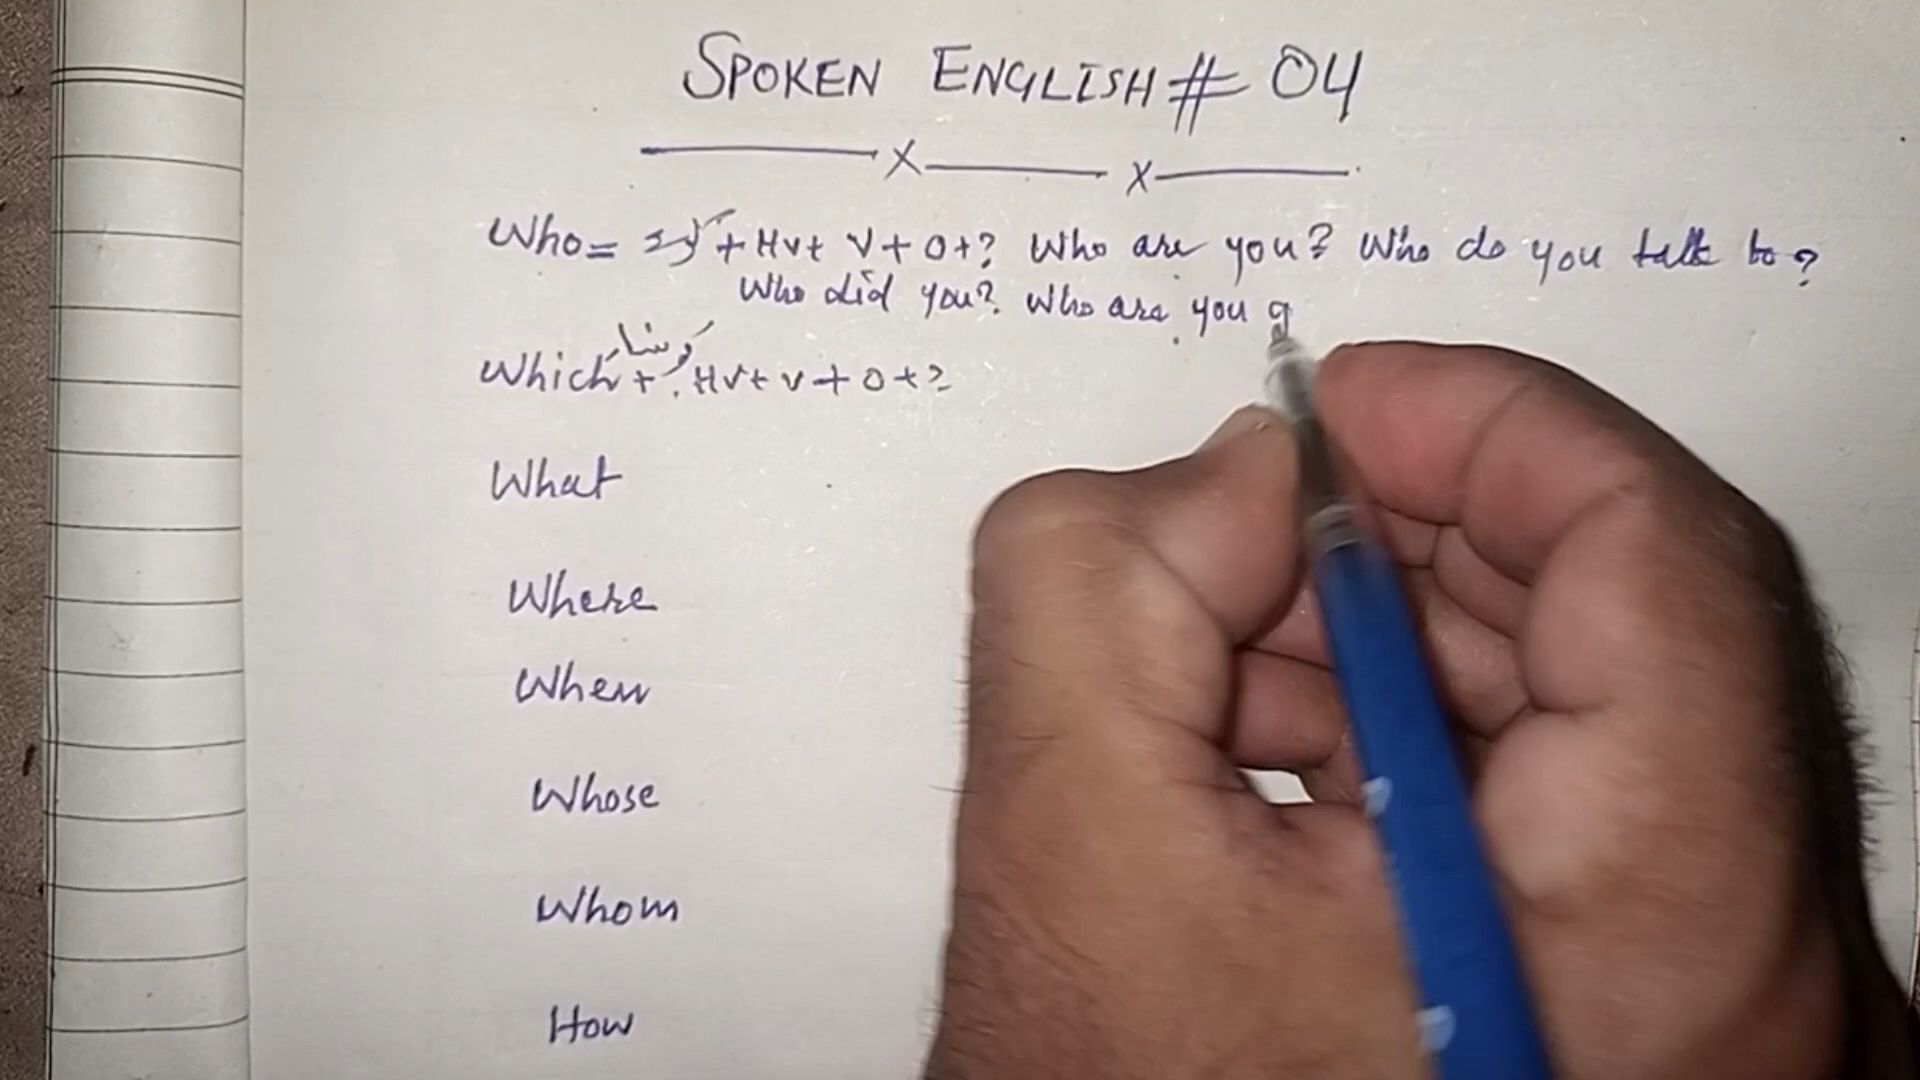 SPOKEN ENGLISH # 04
Who= + Hv+ V+ O+? Who are you? Who do you talk to?
Who did you? Who are you g
کونسا
Which + Hv+ v+ O+?
What
Where
When
Whose
Whom
How